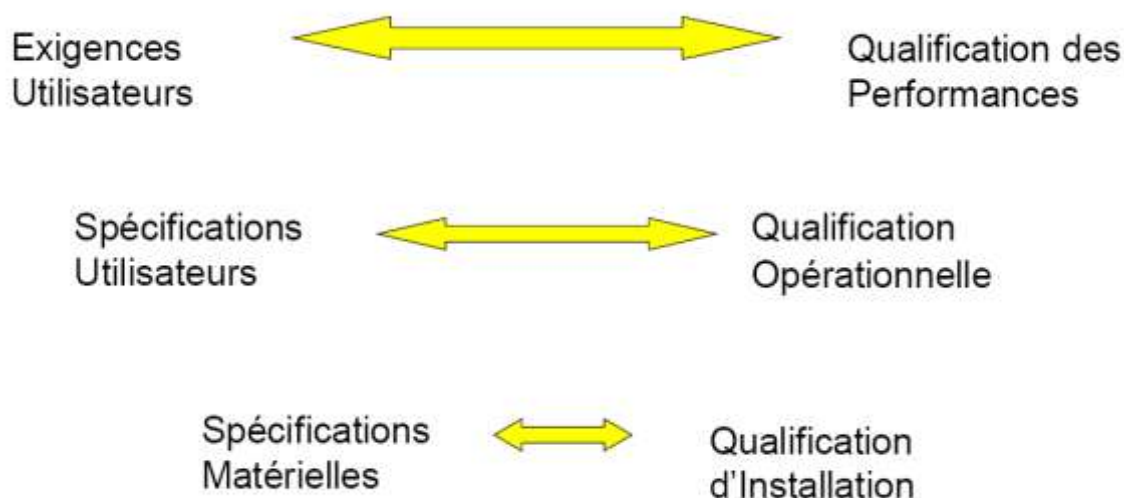 Exigences
Utilisateurs
Qualification des
Performances
Spécifications
Utilisateurs
Qualification
Opérationnelle
Spécifications
Matérielles
Qualification
d'Installation